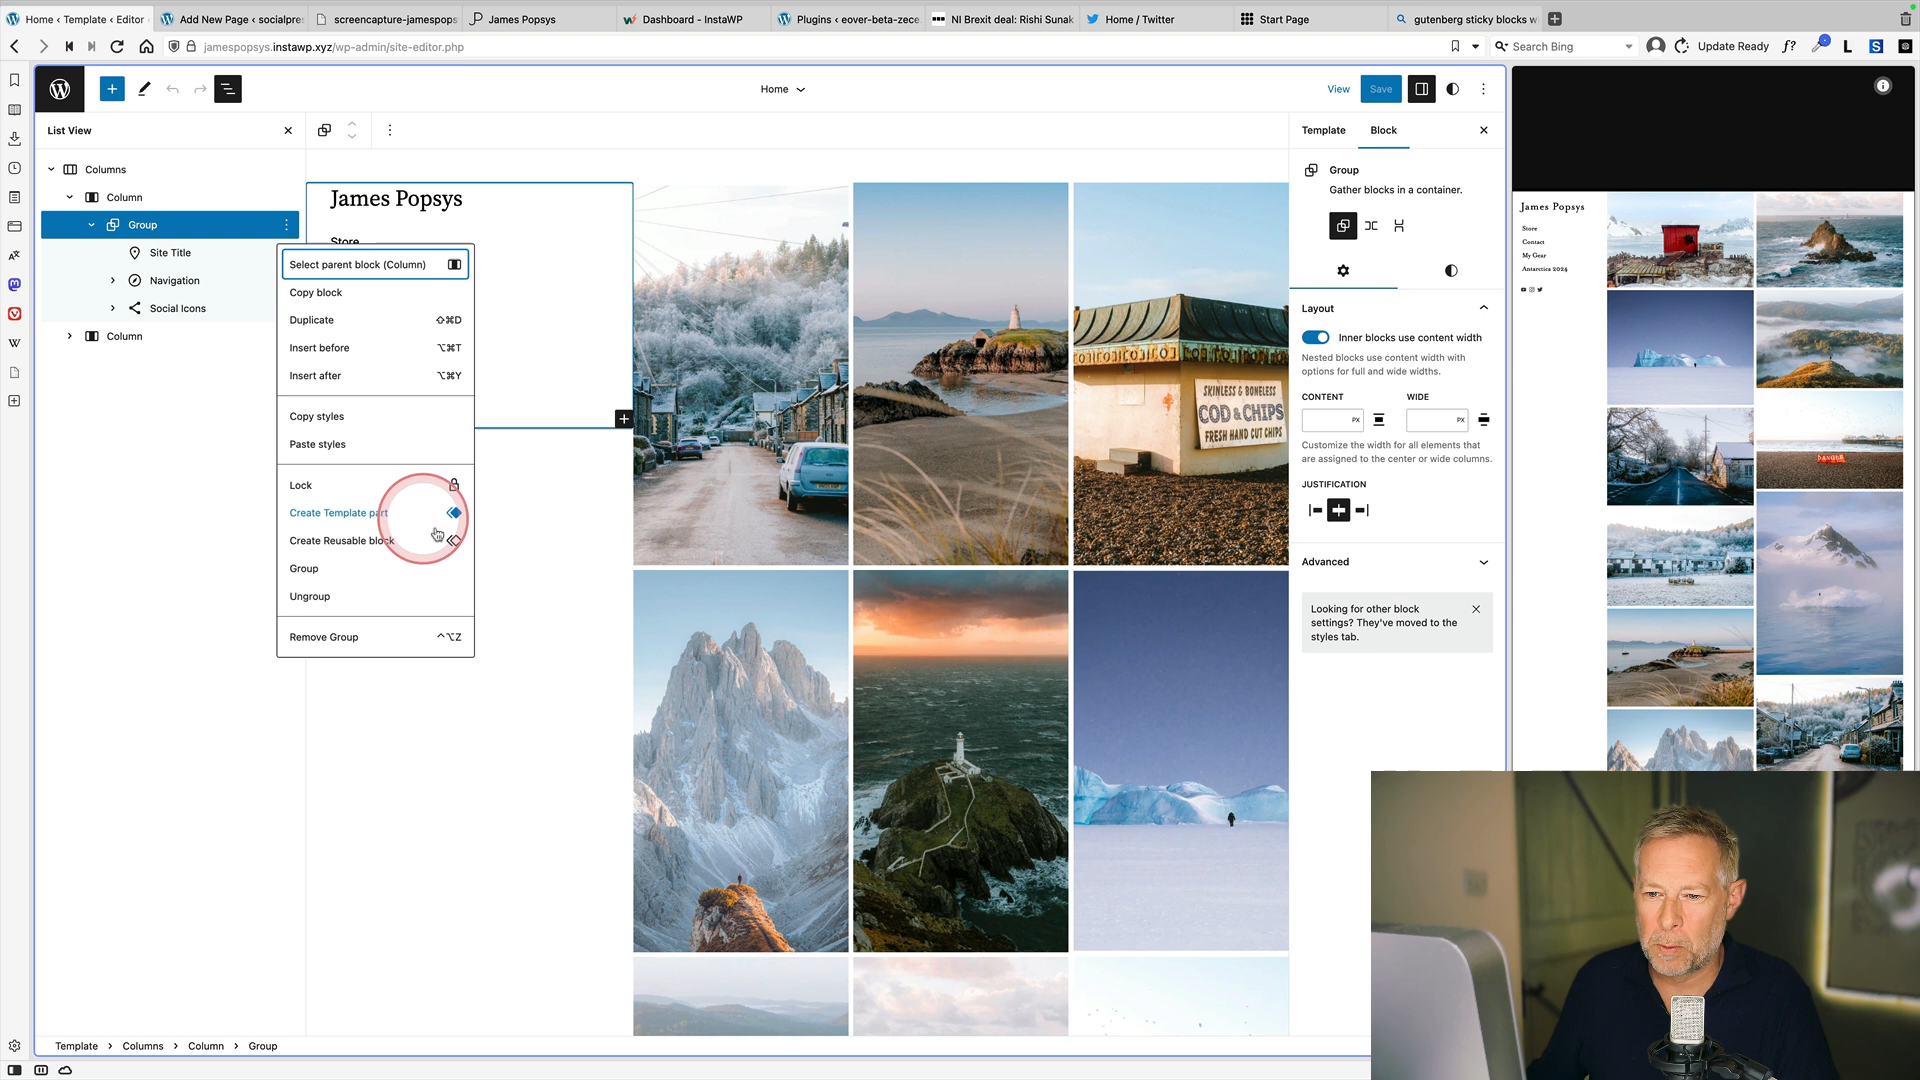 Home ‹ Template ‹ Editor
Add New Page ‹ socialpres
screencapture-jamespops
James Popsys
Dashboard - InstaWP
Plugins ‹ eover-beta-zece
NI Brexit deal: Rishi Sunak
Home / Twitter
Start Page
gutenberg sticky blocks w
jamespopsys.instawp.xyz/wp-admin/site-editor.php
Search Bing
Update Ready
Home
View
Save
List View
Template
Block
Columns
Column
Group
Site Title
Navigation
Social Icons
Column
James Popsys
Store
Select parent block (Column)
Copy block
Duplicate ⇧⌘D
Insert before ⌥⌘T
Insert after ⌥⌘Y
Copy styles
Paste styles
Lock
Create Template part
Create Reusable block
Group
Ungroup
Remove Group ^⌥Z
SKINLESS & BONELESS
COD & CHIPS
FRESH HAND CUT CHIPS
Group
Gather blocks in a container.
Layout
Inner blocks use content width
Nested blocks use content width with
options for full and wide widths.
CONTENT
WIDE
PX
PX
Customize the width for all elements that
are assigned to the center or wide columns.
JUSTIFICATION
Advanced
Looking for other block
settings? They've moved to the
styles tab.
James Popsys
Store
Contact
My Gear
Antarctica 2024
DANGER
Template › Columns › Column › Group